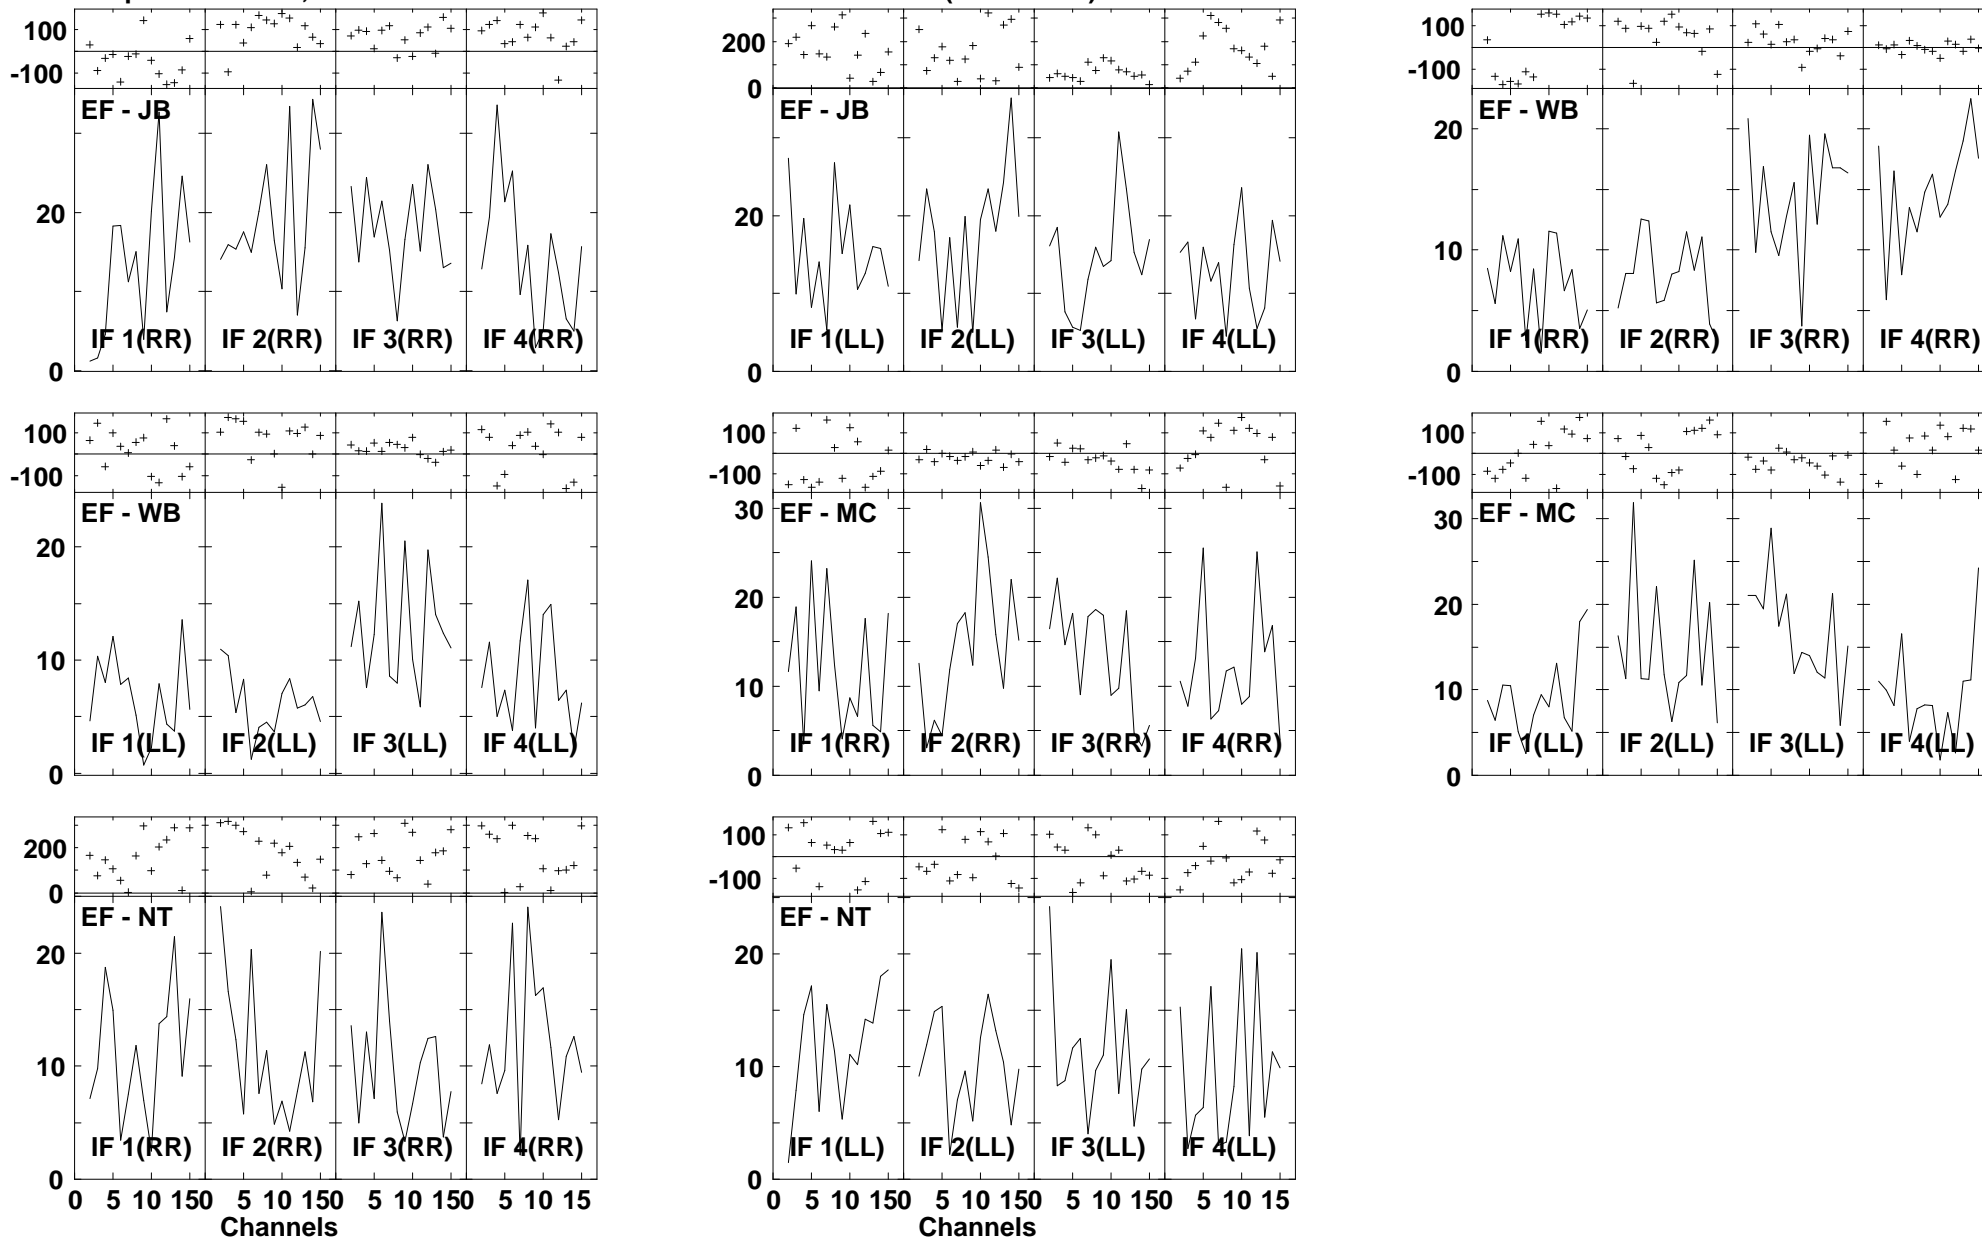 100 200 100
-100 0 -100
EF - JB EF - JB EF - WB
20 20 20
10
0 0 0
IF 1(RR) IF 2(RR) IF 3(RR) IF 4(RR) IF 1(LL) IF 2(LL) IF 3(LL) IF 4(LL) IF 1(RR) IF 2(RR) IF 3(RR) IF 4(RR)
100 100 100
-100 -100 -100
EF - WB EF - MC EF - MC
20 30 30
10 20 20
0 10 10
0 0
IF 1(LL) IF 2(LL) IF 3(LL) IF 4(LL) IF 1(RR) IF 2(RR) IF 3(RR) IF 4(RR) IF 1(LL) IF 2(LL) IF 3(LL) IF 4(LL)
200 100
0 -100
EF - NT EF - NT
20 20
10 10
0 0
IF 1(RR) IF 2(RR) IF 3(RR) IF 4(RR) IF 1(LL) IF 2(LL) IF 3(LL) IF 4(LL)
0 5 10 150 5 10 150 5 10 150 5 10 15 0 5 10 150 5 10 150 5 10 150 5 10 15
Channels Channels